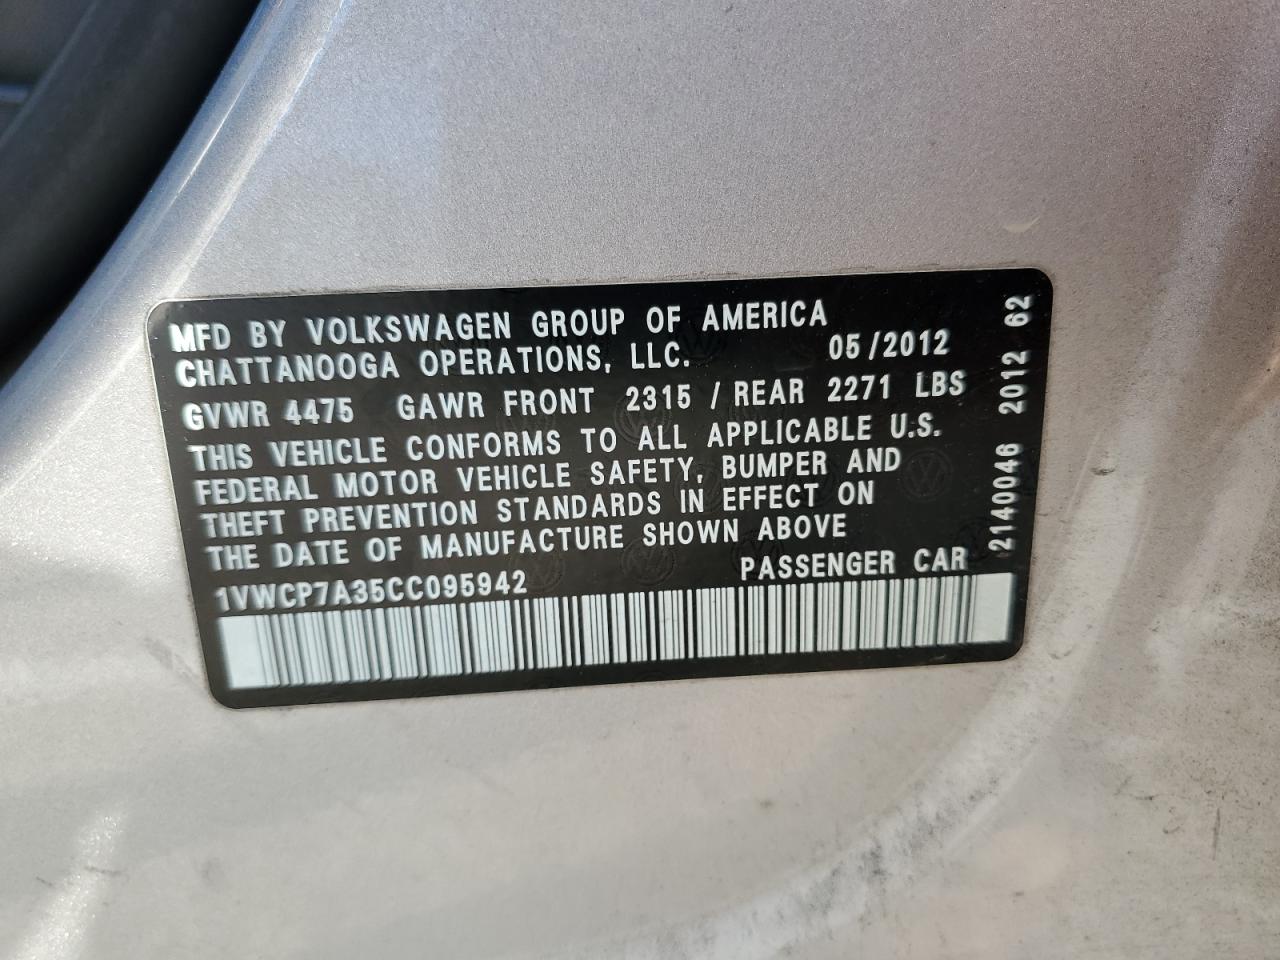 MFD BY VOLKSWAGEN GROUP OF AMERICA
CHATTANOOGA OPERATIONS, LLC. 05/2012
GVWR 4475 GAWR FRONT 2315 / REAR 2271 LBS
THIS VEHICLE CONFORMS TO ALL APPLICABLE U.S.
FEDERAL MOTOR VEHICLE SAFETY, BUMPER AND
THEFT PREVENTION STANDARDS IN EFFECT ON
THE DATE OF MANUFACTURE SHOWN ABOVE
1VWCP7A35CC095942 PASSENGER CAR
2140046 2012 62